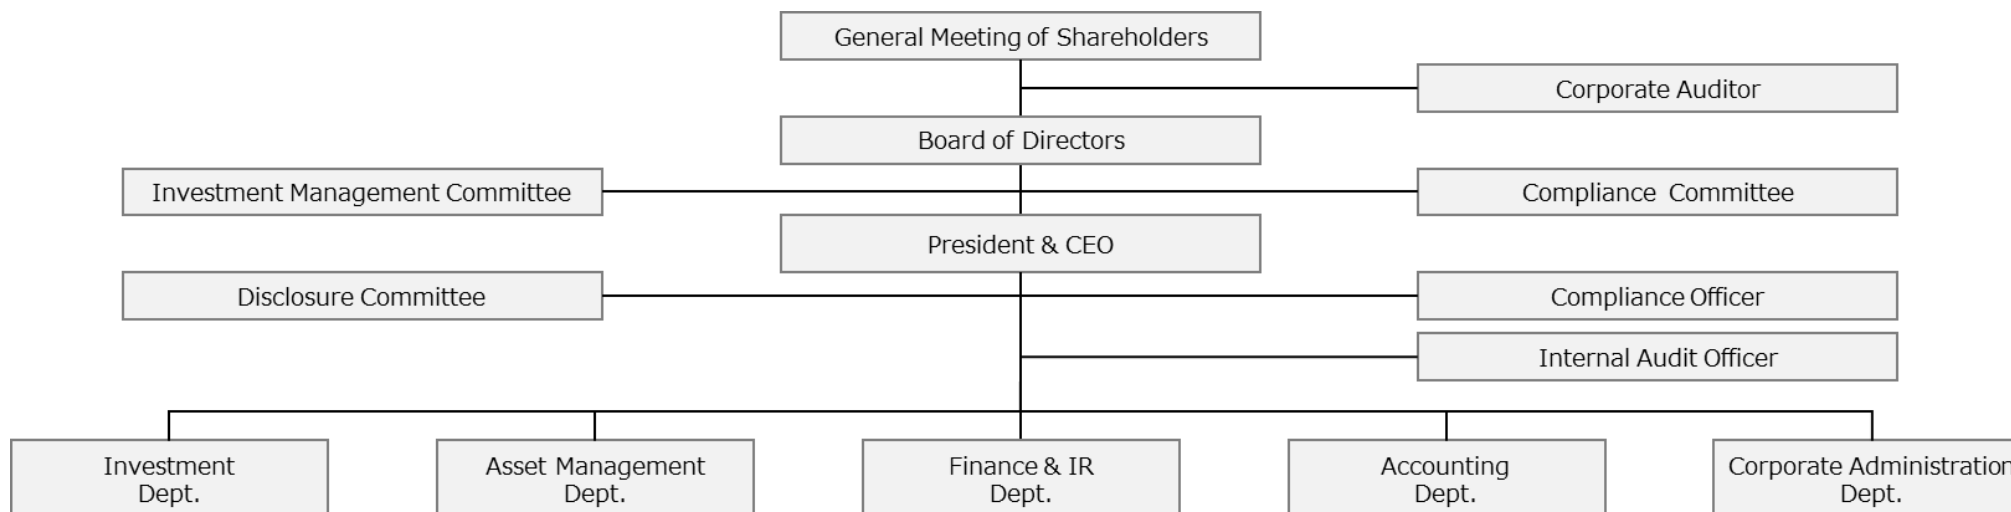 General Meeting of Shareholders
Corporate Auditor
Board of Directors
Investment Management Committee
Compliance Committee
President & CEO
Disclosure Committee
Compliance Officer
Internal Audit Officer
Investment
Dept.
Asset Management
Dept.
Finance & IR
Dept.
Accounting
Dept.
Corporate Administration
Dept.